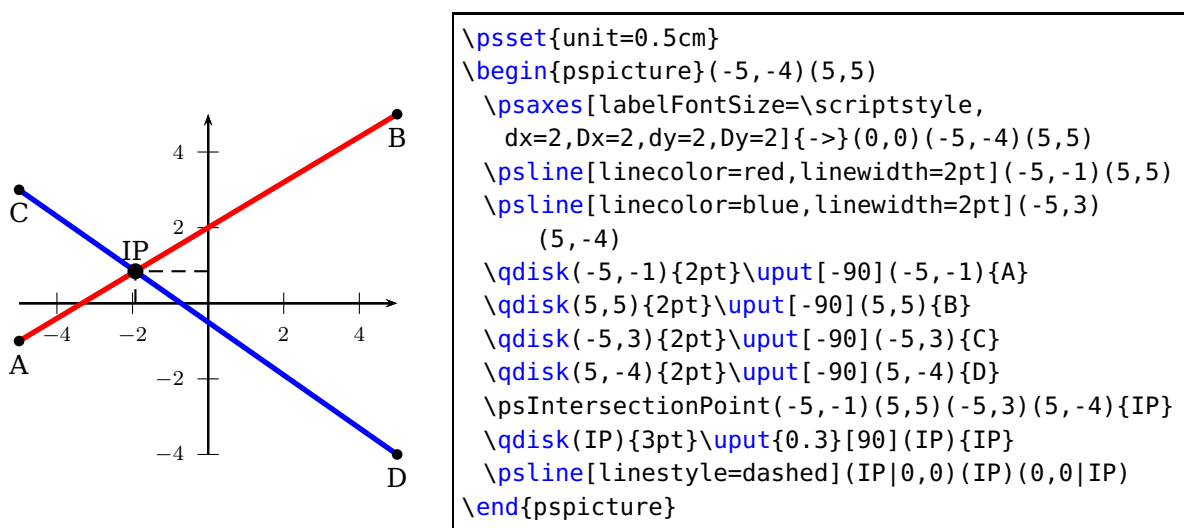 4
B
C
2
IP
−4
−2
2
4
A
−2
−4
D
\psset{unit=0.5cm}
\begin{pspicture}(-5,-4)(5,5)
\psaxes[labelFontSize=\scriptstyle,
dx=2,Dx=2,dy=2,Dy=2]{->}(0,0)(-5,-4)(5,5)
\psline[linecolor=red,linewidth=2pt](-5,-1)(5,5)
\psline[linecolor=blue,linewidth=2pt](-5,3)
(5,-4)
\qdisk(-5,-1){2pt}\uput[-90](-5,-1){A}
\qdisk(5,5){2pt}\uput[-90](5,5){B}
\qdisk(-5,3){2pt}\uput[-90](-5,3){C}
\qdisk(5,-4){2pt}\uput[-90](5,-4){D}
\psIntersectionPoint(-5,-1)(5,5)(-5,3)(5,-4){IP}
\qdisk(IP){3pt}\uput{0.3}[90](IP){IP}
\psline[linestyle=dashed](IP|0,0)(IP)(0,0|IP)
\end{pspicture}